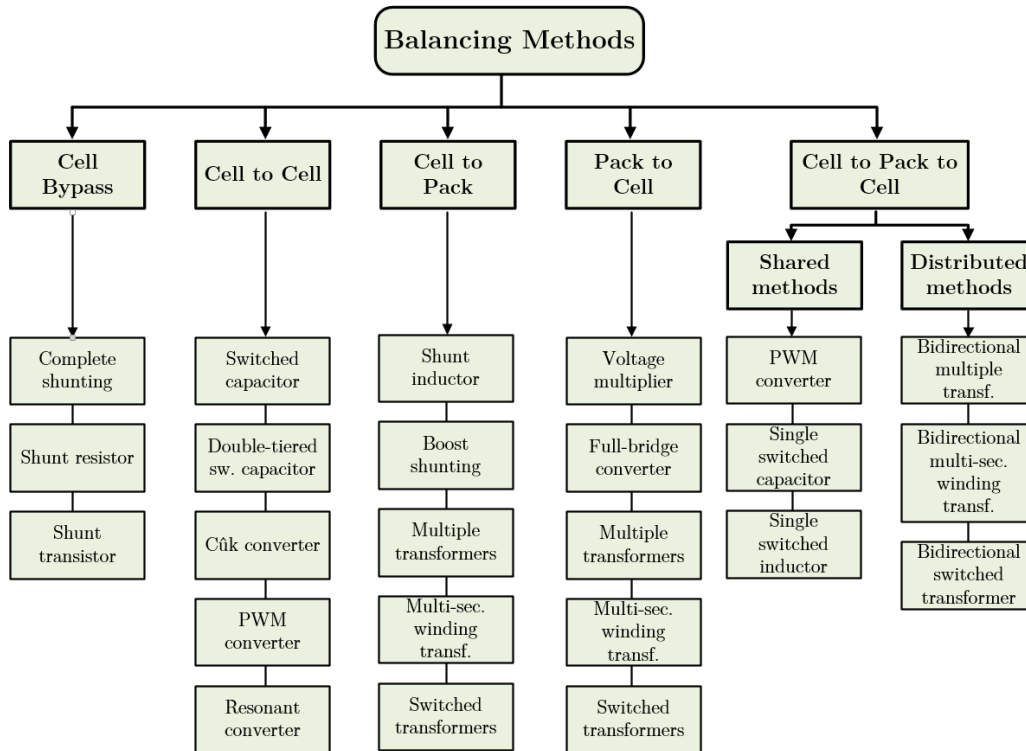 Balancing Methods
Cell
Bypass
Cell to Cell
Cell to
Pack
Pack to
Cell
Cell to Pack to
Cell
Shared
methods
Distributed
methods
Complete
shunting
Shunt resistor
Shunt
transistor
Switched
capacitor
Double-tiered
sw. capacitor
Cûk converter
PWM
converter
Resonant
converter
Shunt
inductor
Boost
shunting
Multiple
transformers
Multi-sec.
winding
transf.
Switched
transformers
Voltage
multiplier
Full-bridge
converter
Multiple
transformers
Multi-sec.
winding
transf.
Switched
transformers
PWM
converter
Single
switched
capacitor
Single
switched
inductor
Bidirectional
multiple
transf.
Bidirectional
multi-sec.
winding
transf.
Bidirectional
switched
transformer